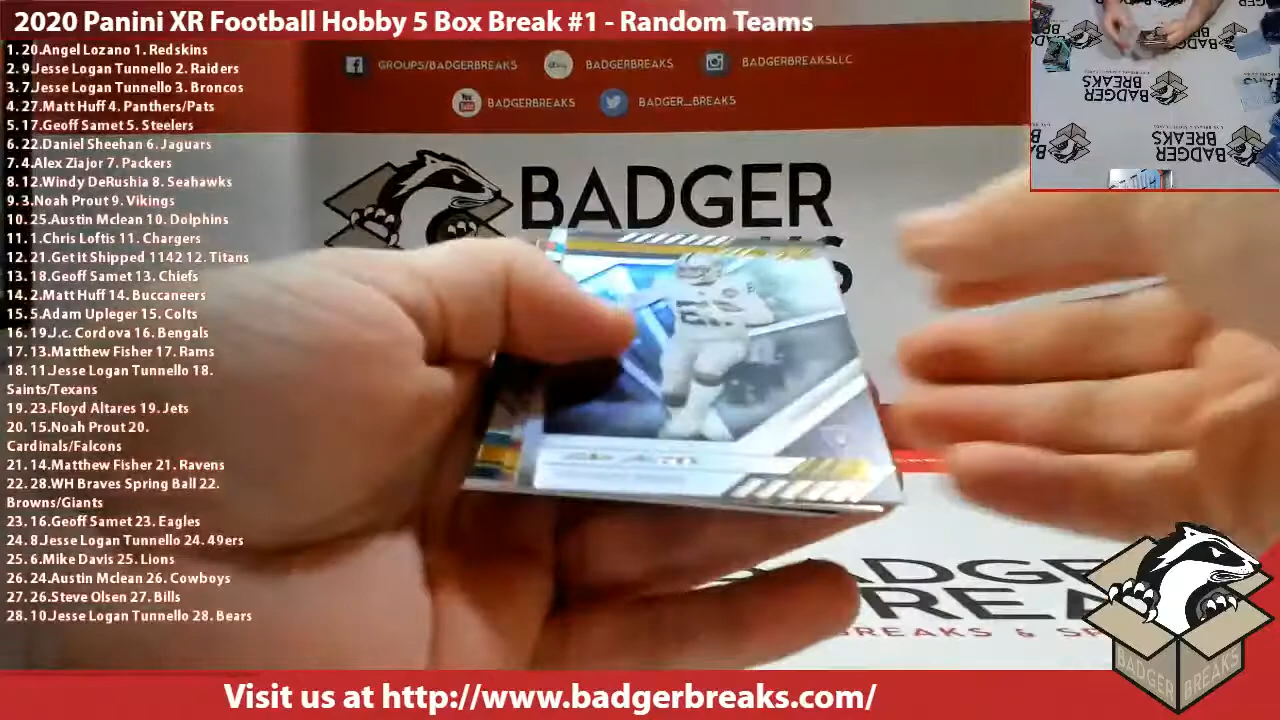 2020 Panini XR Football Hobby 5 Box Break #1 - Random Teams
1. 20.Angel Lozano 1. Redskins
2. 9.Jesse Logan Tunnello 2. Raiders
3. 7.Jesse Logan Tunnello 3. Broncos
4. 27.Matt Huff 4. Panthers/Pats
5. 17.Geoff Samet 5. Steelers
6. 22.Daniel Sheehan 6. Jaguars
7. 4.Alex Ziajor 7. Packers
8. 12.Windy DeRushia 8. Seahawks
9. 3.Noah Prout 9. Vikings
10. 25.Austin Mclean 10. Dolphins
11. 1.Chris Loftis 11. Chargers
12. 21.Get it Shipped 1142 12. Titans
13. 18.Geoff Samet 13. Chiefs
14. 2.Matt Huff 14. Buccaneers
15. 5.Adam Upleger 15. Colts
16. 19.J.c. Cordova 16. Bengals
17. 13.Matthew Fisher 17. Rams
18. 11.Jesse Logan Tunnello 18.
Saints/Texans
19. 23.Floyd Altares 19. Jets
20. 15.Noah Prout 20.
Cardinals/Falcons
21. 14.Matthew Fisher 21. Ravens
22. 28.WH Braves Spring Ball 22.
Browns/Giants
23. 16.Geoff Samet 23. Eagles
24. 8.Jesse Logan Tunnello 24. 49ers
25. 6.Mike Davis 25. Lions
26. 24.Austin Mclean 26. Cowboys
27. 26.Steve Olsen 27. Bills
28. 10.Jesse Logan Tunnello 28. Bears
GROUPS/BADGERBREAKS BADGERBREAKS BADGERBREAKSLLC
BADGERBREAKS BADGER_BREAKS
BADGER
BADGER
BREAKS
BADGER
BREAKS
BREAKS &
BADGER BREAKS
Visit us at http://www.badgerbreaks.com/